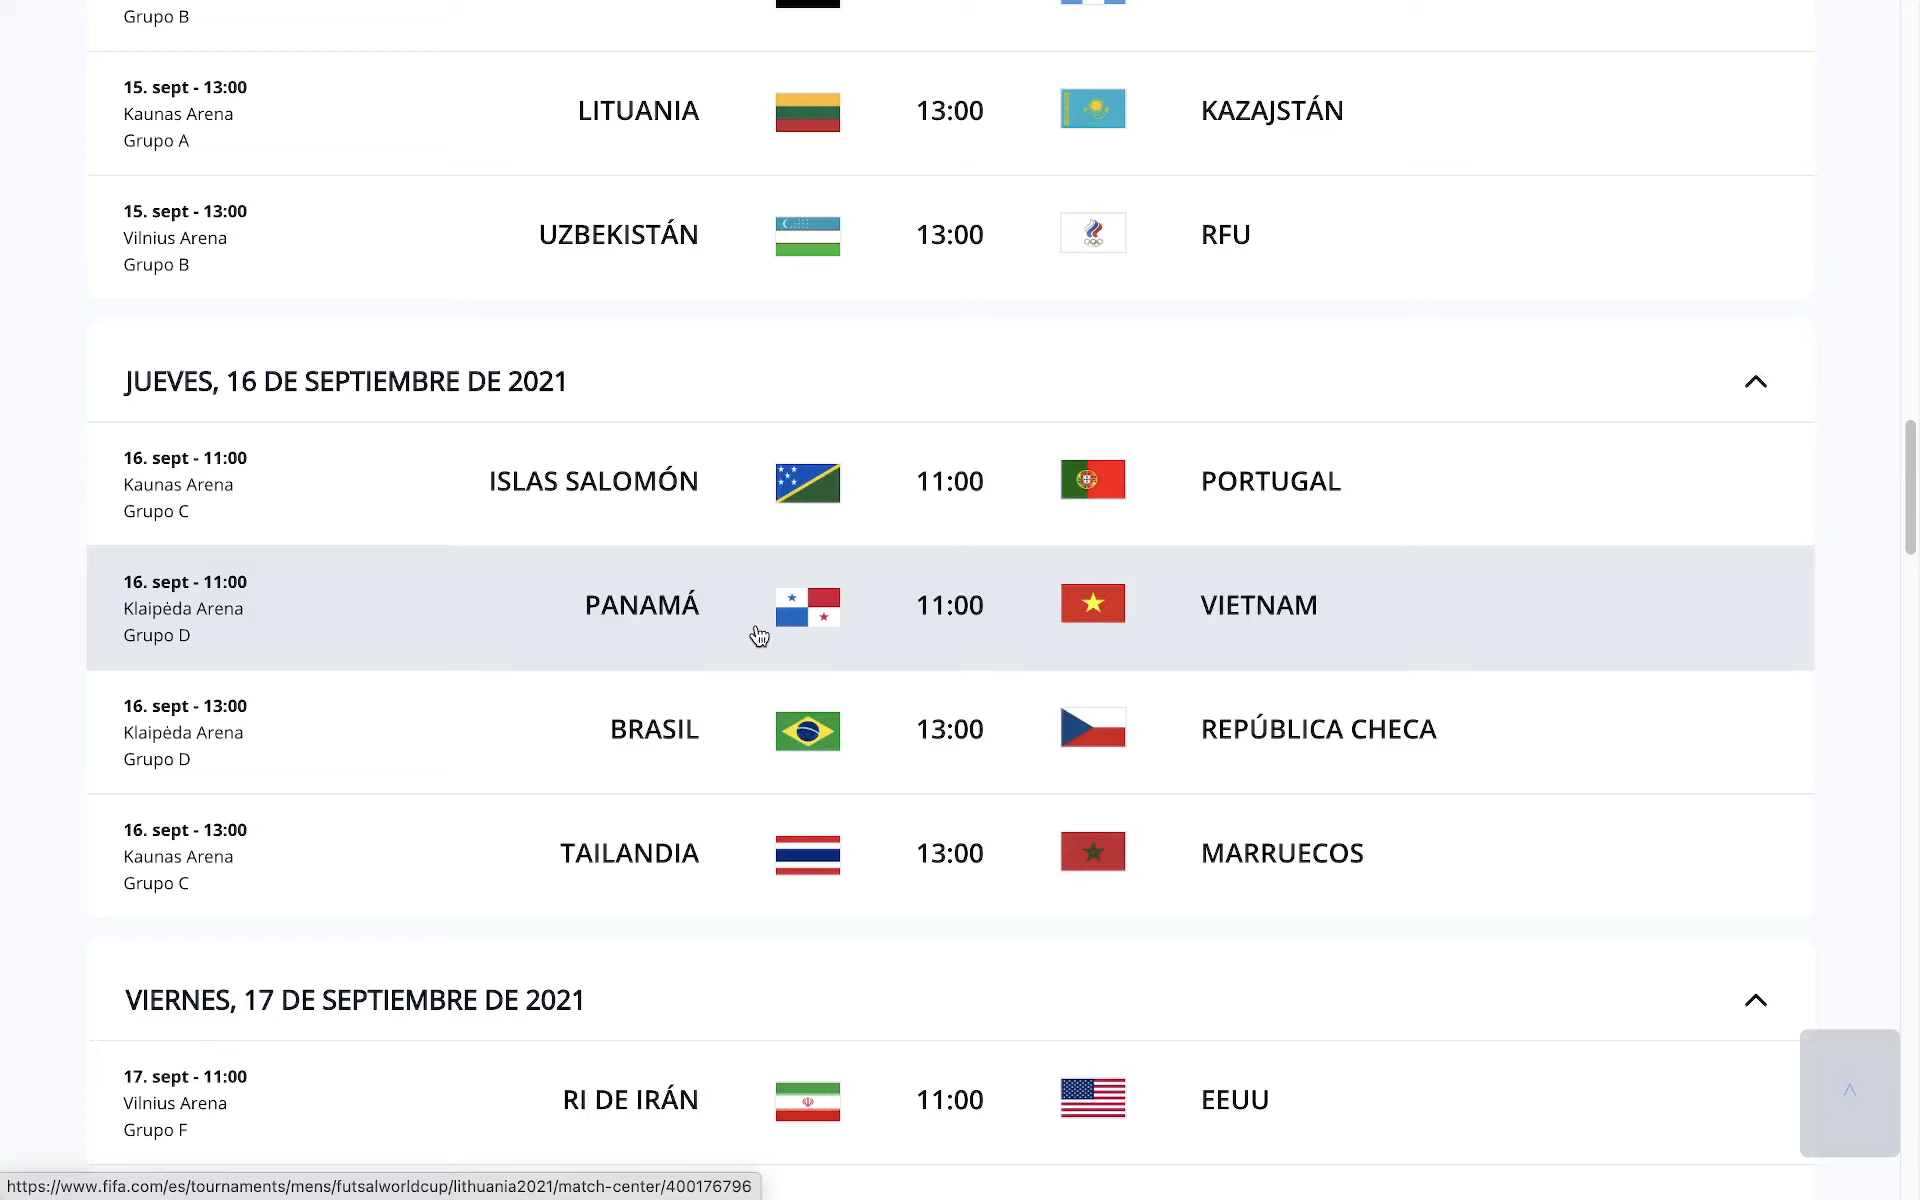 Grupo B
15. sept - 13:00
Kaunas Arena
Grupo A
LITUANIA 13:00 KAZAJSTÁN
15. sept - 13:00
Vilnius Arena
Grupo B
UZBEKISTÁN 13:00 RFU
JUEVES, 16 DE SEPTIEMBRE DE 2021
16. sept - 11:00
Kaunas Arena
Grupo C
ISLAS SALOMÓN 11:00 PORTUGAL
16. sept - 11:00
Klaipėda Arena
Grupo D
PANAMÁ 11:00 VIETNAM
16. sept - 13:00
Klaipėda Arena
Grupo D
BRASIL 13:00 REPÚBLICA CHECA
16. sept - 13:00
Kaunas Arena
Grupo C
TAILANDIA 13:00 MARRUECOS
VIERNES, 17 DE SEPTIEMBRE DE 2021
17. sept - 11:00
Vilnius Arena
Grupo F
RI DE IRÁN 11:00 EEUU
https://www.fifa.com/es/tournaments/mens/futsalworldcup/lithuania2021/match-center/400176796